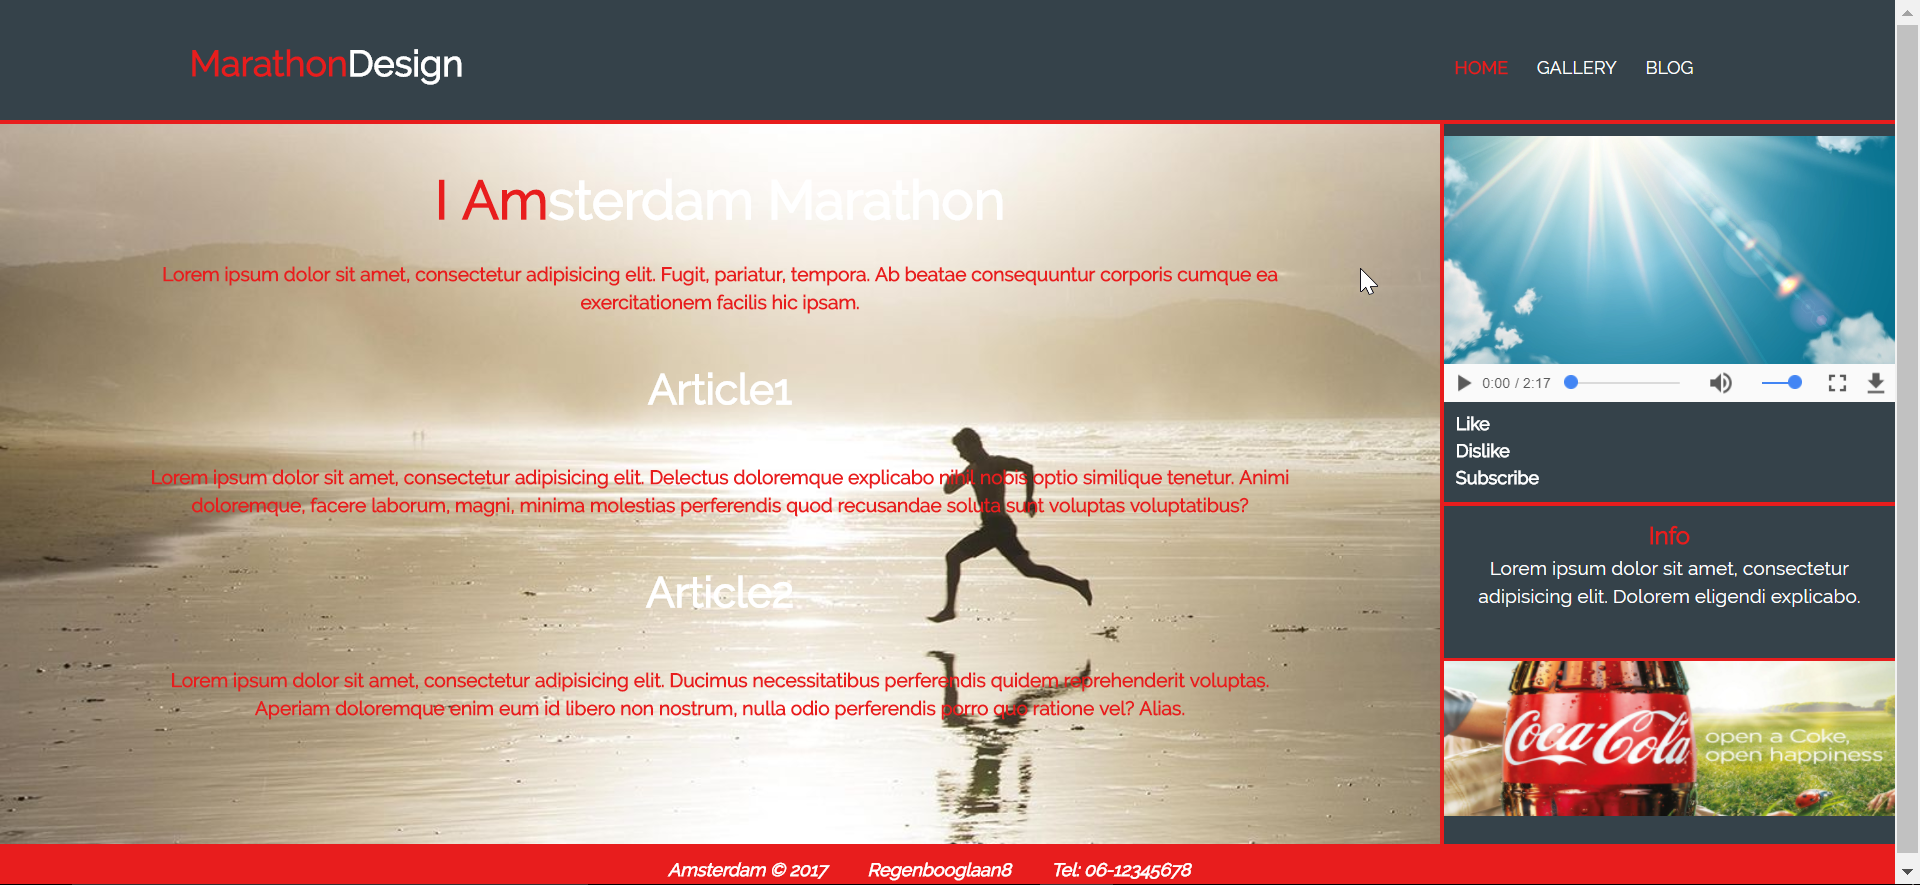 MarathonDesign
HOME GALLERY BLOG
I Amsterdam Marathon
Lorem ipsum dolor sit amet, consectetur adipisicing elit. Fugit, pariatur, tempora. Ab beatae consequuntur corporis cumque ea
exercitationem facilis hic ipsam.
Article1
Lorem ipsum dolor sit amet, consectetur adipisicing elit. Delectus doloremque explicabo nihil nobis optio similique tenetur. Animi
doloremque, facere laborum, magni, minima molestias perferendis quod recusandae soluta sunt voluptas voluptatibus?
Article2
Lorem ipsum dolor sit amet, consectetur adipisicing elit. Ducimus necessitatibus perferendis quidem reprehenderit voluptas.
Aperiam doloremque enim eum id libero non nostrum, nulla odio perferendis porro quo ratione vel? Alias.
0:00 / 2:17
Like
Dislike
Subscribe
Info
Lorem ipsum dolor sit amet, consectetur
adipisicing elit. Dolorem eligendi explicabo.
Coca-Cola
open a Coke,
open happiness
Amsterdam © 2017 Regenbooglaan8 Tel: 06-12345678